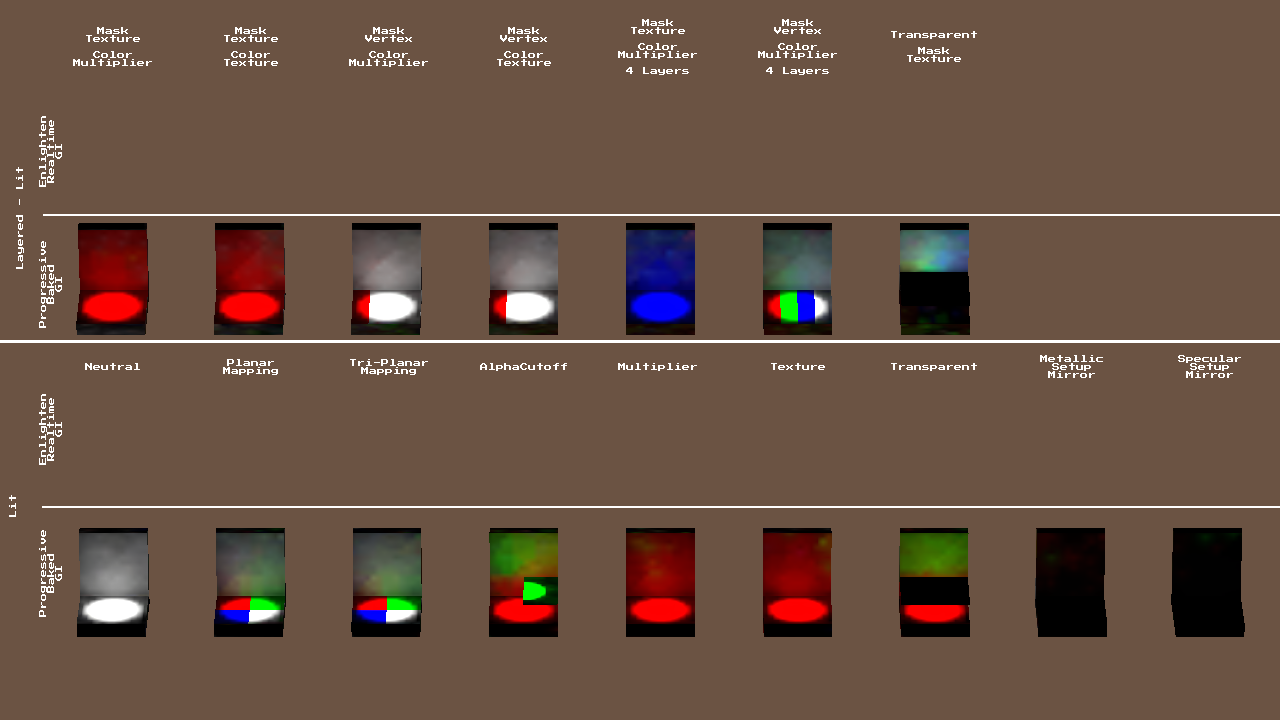 Mask
Texture
Color
Multiplier
Mask
Texture
Color
Texture
Mask
Vertex
Color
Multiplier
Mask
Vertex
Color
Texture
Mask
Texture
Color
Multiplier
4 Layers
Mask
Vertex
Color
Multiplier
4 Layers
Transparent
Mask
Texture
Layered - Lit
Enlighten
Realtime
GI
Progressive
Baked
GI
Neutral
Planar
Mapping
Tri-Planar
Mapping
AlphaCutoff
Multiplier
Texture
Transparent
Metallic
Setup
Mirror
Specular
Setup
Mirror
Lit
Enlighten
Realtime
GI
Progressive
Baked
GI